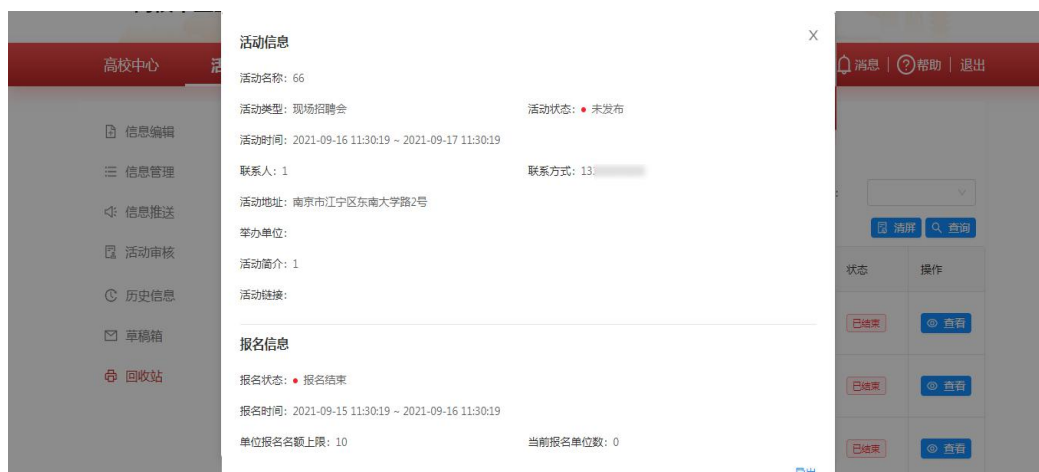 高校中心
活
消息 | ?帮助 | 退出
信息编辑
信息管理
信息推送
活动审核
历史信息
草稿箱
回收站
活动信息
X
活动名称: 66
活动类型: 现场招聘会
活动状态: 未发布
活动时间: 2021-09-16 11:30:19 ~ 2021-09-17 11:30:19
联系人: 1
联系方式: 13
活动地址: 南京市江宁区东南大学路2号
举办单位:
活动简介: 1
活动链接:
报名信息
报名状态: 报名结束
报名时间: 2021-09-15 11:30:19 ~ 2021-09-16 11:30:19
单位报名名额上限: 10
当前报名单位数: 0
清屏
查询
状态
操作
已结束
查看
已结束
查看
已结束
查看